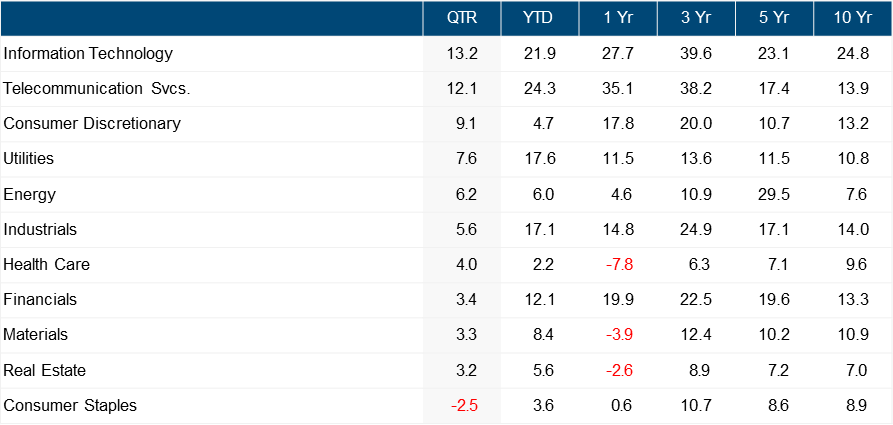 QTR YTD 1 Yr 3 Yr 5 Yr 10 Yr
Information Technology 13.2 21.9 27.7 39.6 23.1 24.8
Telecommunication Svcs. 12.1 24.3 35.1 38.2 17.4 13.9
Consumer Discretionary 9.1 4.7 17.8 20.0 10.7 13.2
Utilities 7.6 17.6 11.5 13.6 11.5 10.8
Energy 6.2 6.0 4.6 10.9 29.5 7.6
Industrials 5.6 17.1 14.8 24.9 17.1 14.0
Health Care 4.0 2.2 -7.8 6.3 7.1 9.6
Financials 3.4 12.1 19.9 22.5 19.6 13.3
Materials 3.3 8.4 -3.9 12.4 10.2 10.9
Real Estate 3.2 5.6 -2.6 8.9 7.2 7.0
Consumer Staples -2.5 3.6 0.6 10.7 8.6 8.9